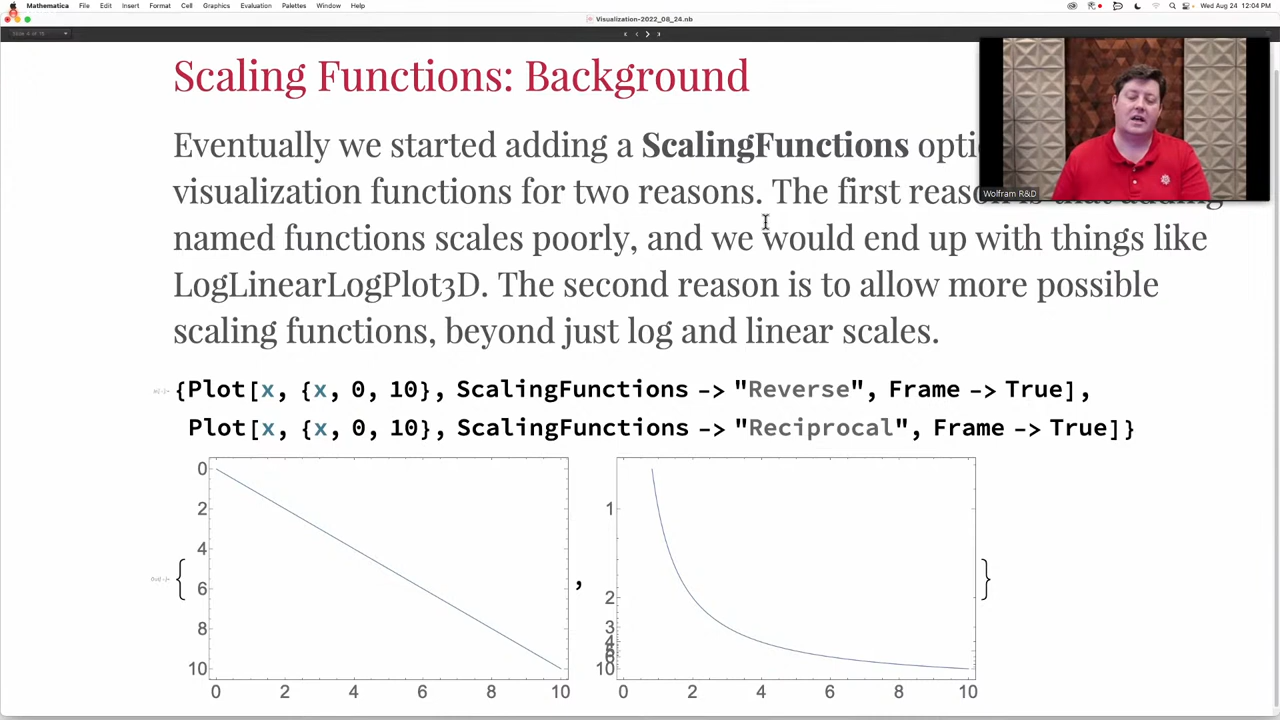 Mathematica File Edit Insert Format Cell Graphics Evaluation Palettes Window Help Wed Aug 24 12:04 PM
Visualization-2022_08_24.nb
Slide 4 of 15
Scaling Functions: Background
Eventually we started adding a ScalingFunctions
visualization functions for two reasons. The first
named functions scales poorly, and we would end up with things like
LogLinearLogPlot3D. The second reason is to allow more possible
scaling functions, beyond just log and linear scales.
Wolfram R&D
{Plot[x, {x, 0, 10}, ScalingFunctions -> "Reverse", Frame -> True],
Plot[x, {x, 0, 10}, ScalingFunctions -> "Reciprocal", Frame -> True]}
{ , }
0
2
4
6
8
10
0 2 4 6 8 10
1
2
3
4
10
0 2 4 6 8 10